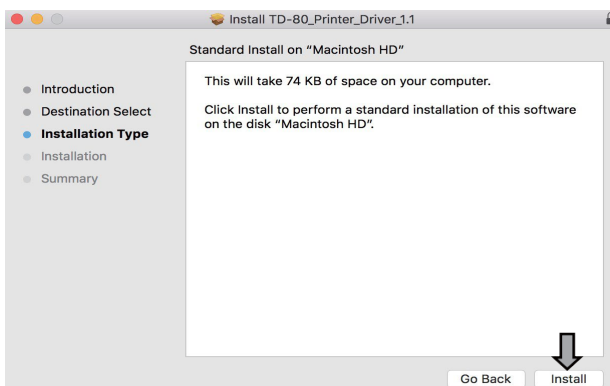 Install TD-80_Printer_Driver_1.1
Standard Install on “Macintosh HD”
Introduction
Destination Select
Installation Type
Installation
Summary
This will take 74 KB of space on your computer.
Click Install to perform a standard installation of this software
on the disk “Macintosh HD”.
Go Back
Install